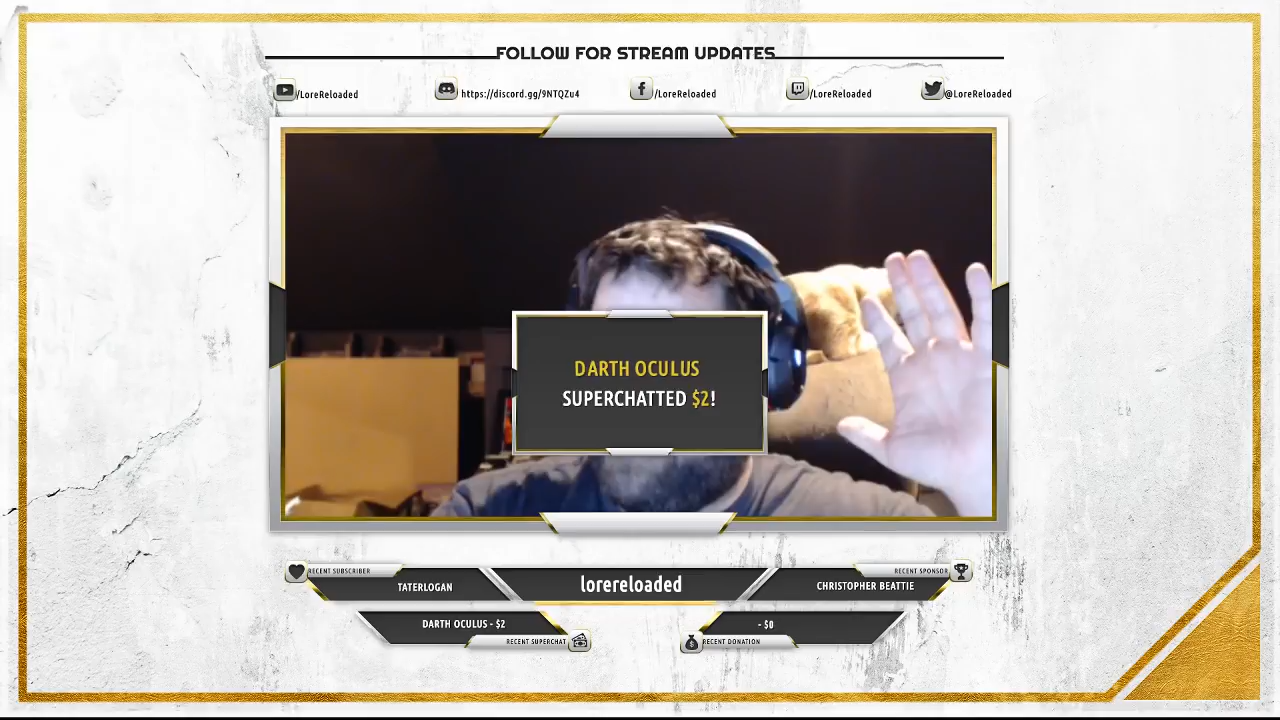 FOLLOW FOR STREAM UPDATES
/LoreReloaded
https://discord.gg/9NTQZu4
/LoreReloaded
/LoreReloaded
@LoreReloaded
DARTH OCULUS
SUPERCHATTED $2!
RECENT SUBSCRIBER
TATERLOGAN
lorereloaded
RECENT SPONSOR
CHRISTOPHER BEATTIE
DARTH OCULUS - $2
RECENT SUPERCHAT
- $0
RECENT DONATION